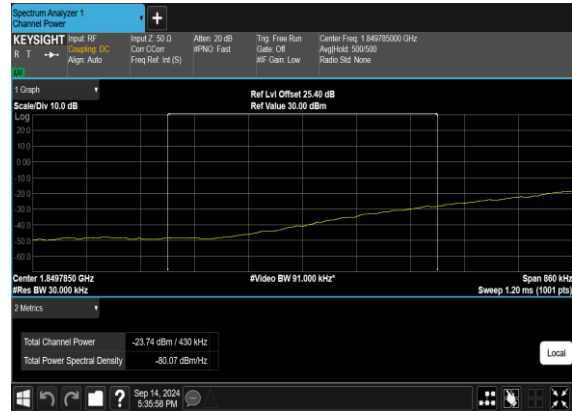 Spectrum Analyzer 1
Channel Power
KEYSIGHT
R T
LW
Input: RF
Coupling: DC
Align: Auto
Input Z: 50 Ω
Corr CCorr
Freq Ref: Int (S)
Atten: 20 dB
#PNO: Fast
Trig: Free Run
Gate: Off
#IF Gain: Low
Center Freq: 1.849785000 GHz
Avg|Hold: 500/500
Radio Std: None
1 Graph
Scale/Div 10.0 dB
Ref Lvl Offset 25.40 dB
Ref Value 30.00 dBm
Log
20.0
10.0
0.00
-10.0
-20.0
-30.0
-40.0
-50.0
-60.0
Center 1.8497850 GHz
#Res BW 30.000 kHz
#Video BW 91.000 kHz*
Span 860 kHz
Sweep 1.20 ms (1001 pts)
2 Metrics
Total Channel Power -23.74 dBm / 430 kHz
Total Power Spectral Density -80.07 dBm/Hz
Local
?
Sep 14, 2024
5:35:58 PM